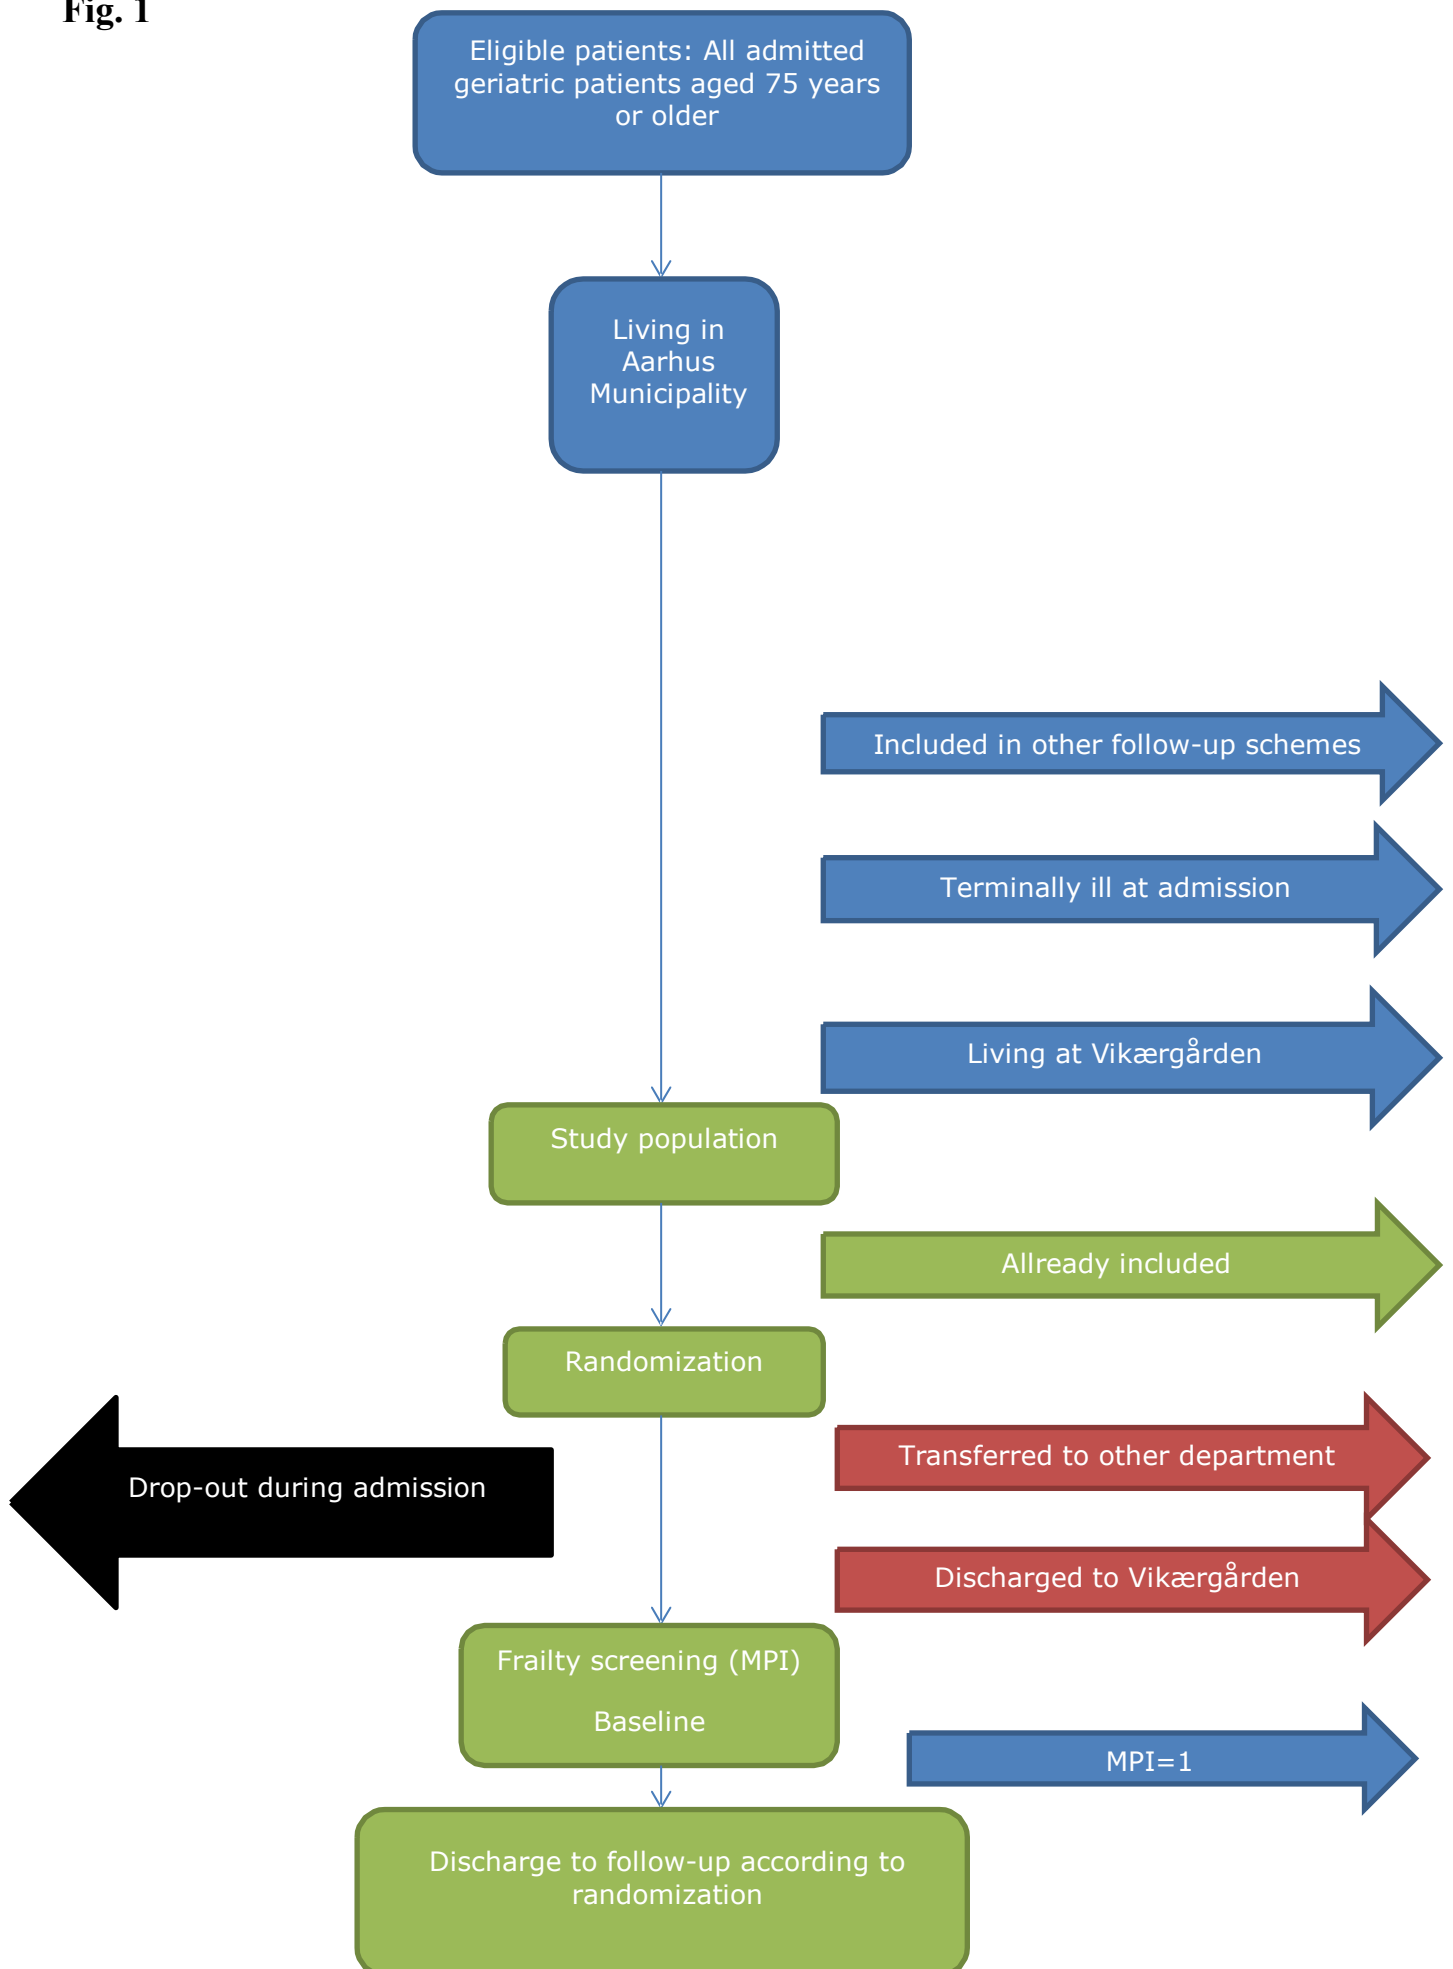 Fig. 1
Eligible patients: All admitted
geriatric patients aged 75 years
or older
Living in
Aarhus
Municipality
Included in other follow-up schemes
Terminally ill at admission
Living at Vikærgården
Study population
Allready included
Randomization
Transferred to other department
Drop-out during admission
Discharged to Vikærgården
Frailty screening (MPI)
Baseline
MPI=1
Discharge to follow-up according to
randomization